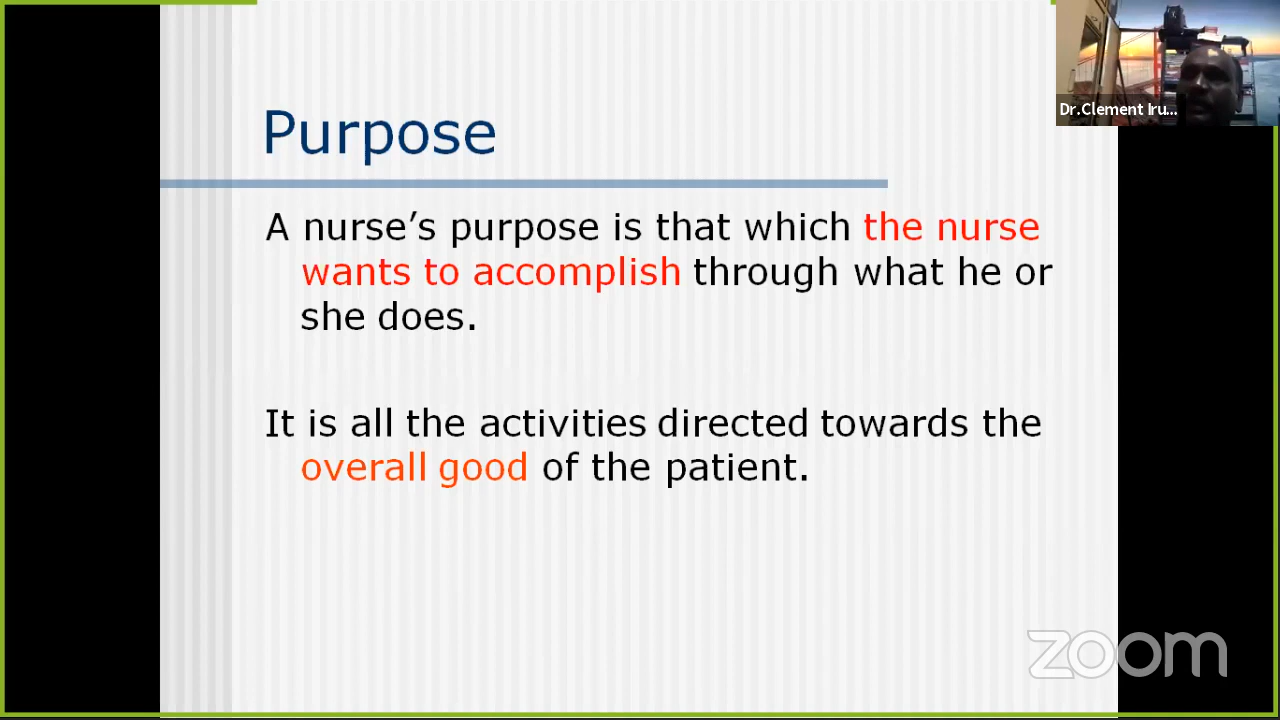 Dr.Clement Iru...
Purpose
A nurse’s purpose is that which the nurse
wants to accomplish through what he or
she does.
It is all the activities directed towards the
overall good of the patient.
zoom